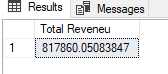 Results Messages
Total Reveneu
1 817860.05083847